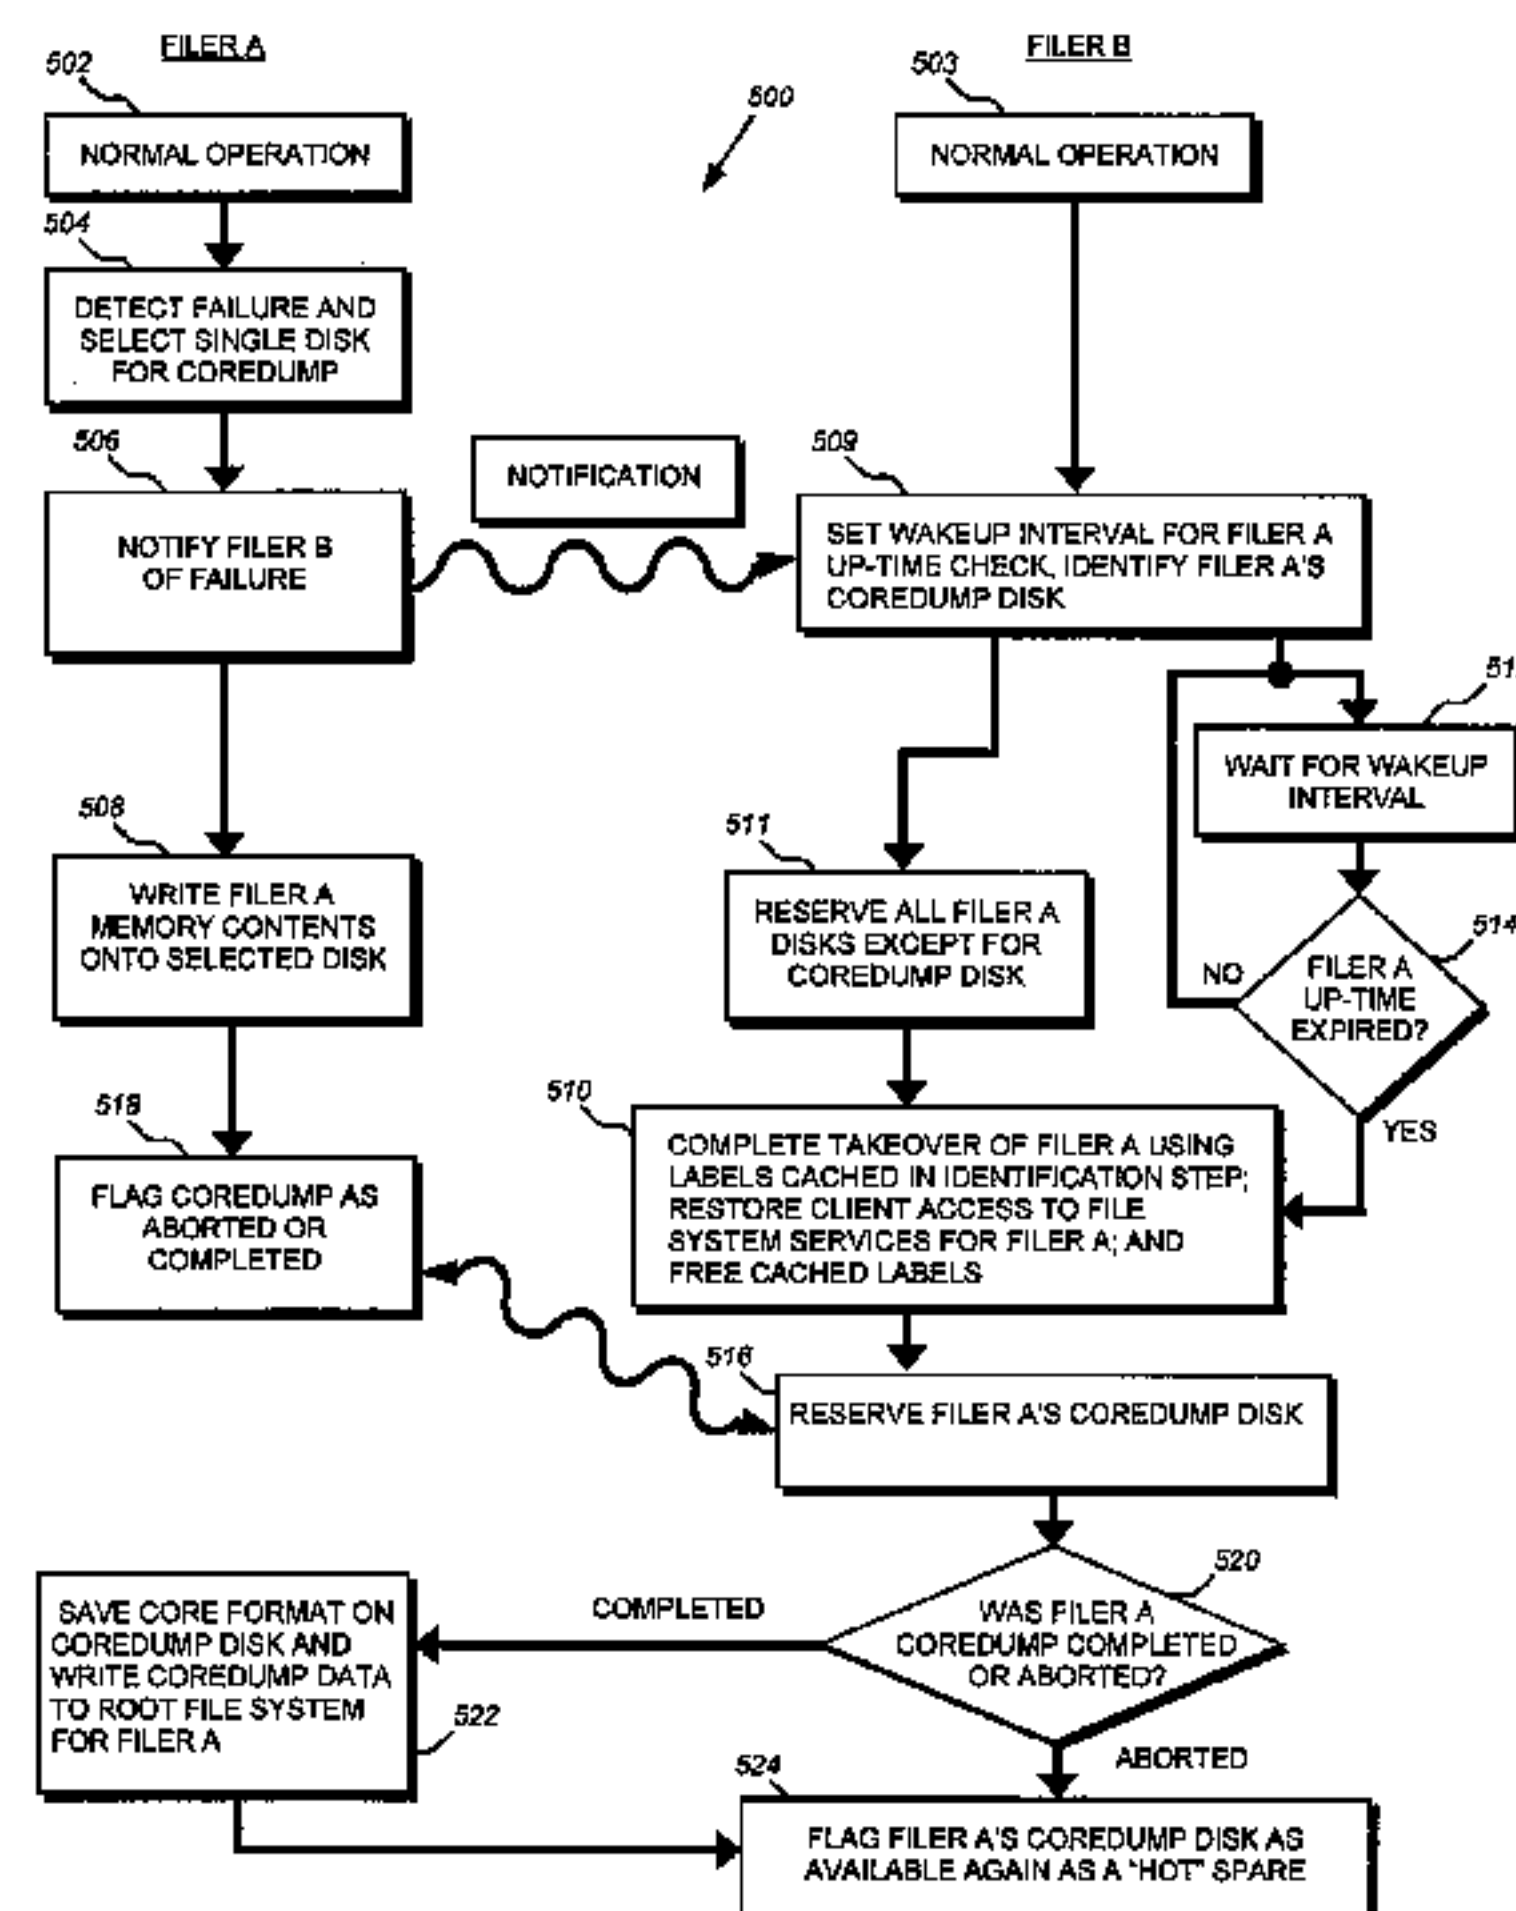 FILER A
FILER B
502
503
500
NORMAL OPERATION
NORMAL OPERATION
504
DETECT FAILURE AND
SELECT SINGLE DISK
FOR COREDUMP
506
NOTIFICATION
509
NOTIFY FILER B
OF FAILURE
SET WAKEUP INTERVAL FOR FILER A
UP-TIME CHECK, IDENTIFY FILER A'S
COREDUMP DISK
WAIT FOR WAKEUP
INTERVAL
508
511
WRITE FILER A
MEMORY CONTENTS
ONTO SELECTED DISK
RESERVE ALL FILER A
DISKS EXCEPT FOR
COREDUMP DISK
514
NO
FILER A
UP-TIME
EXPIRED?
YES
518
510
FLAG COREDUMP AS
ABORTED OR
COMPLETED
COMPLETE TAKEOVER OF FILER A USING
LABELS CACHED IN IDENTIFICATION STEP;
RESTORE CLIENT ACCESS TO FILE
SYSTEM SERVICES FOR FILER A; AND
FREE CACHED LABELS
516
RESERVE FILER A'S COREDUMP DISK
520
COMPLETED
WAS FILER A
COREDUMP COMPLETED
OR ABORTED?
SAVE CORE FORMAT ON
COREDUMP DISK AND
WRITE COREDUMP DATA
TO ROOT FILE SYSTEM
FOR FILER A
522
ABORTED
524
FLAG FILER A'S COREDUMP DISK AS
AVAILABLE AGAIN AS A "HOT" SPARE